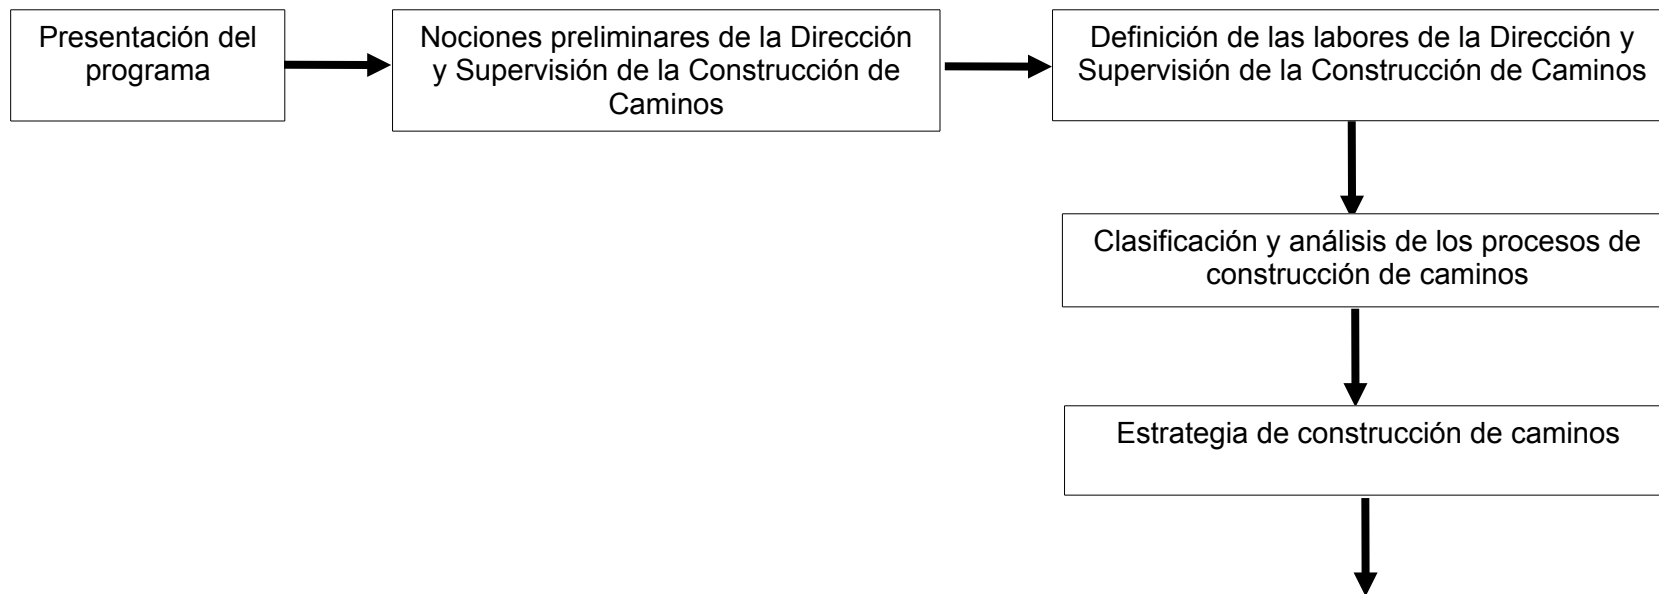 Presentación del
programa
Nociones preliminares de la Dirección
y Supervisión de la Construcción de
Caminos
Definición de las labores de la Dirección y
Supervisión de la Construcción de Caminos
Clasificación y análisis de los procesos de
construcción de caminos
Estrategia de construcción de caminos